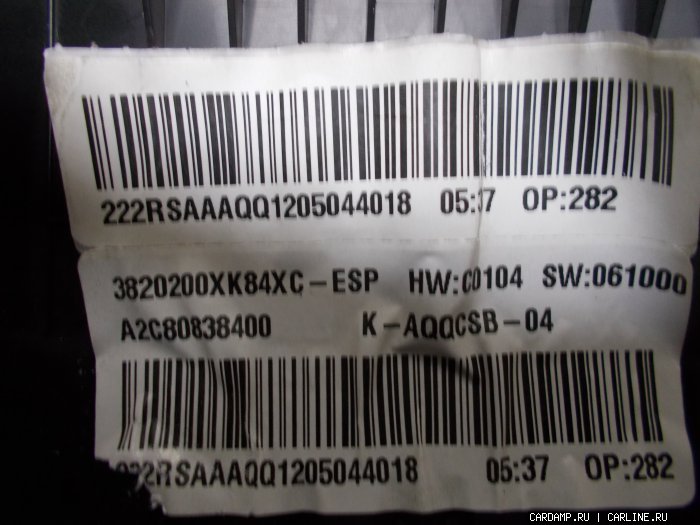 222RSAAAQQ1205044018 05:37 OP:282
3820200XK84XC-ESP HW:C0104 SW:061000
A2C80838400 K-AQQCSB-04
222RSAAAQQ1205044018 05:37 OP:282
CARDAMP.RU | CARLINE.RU